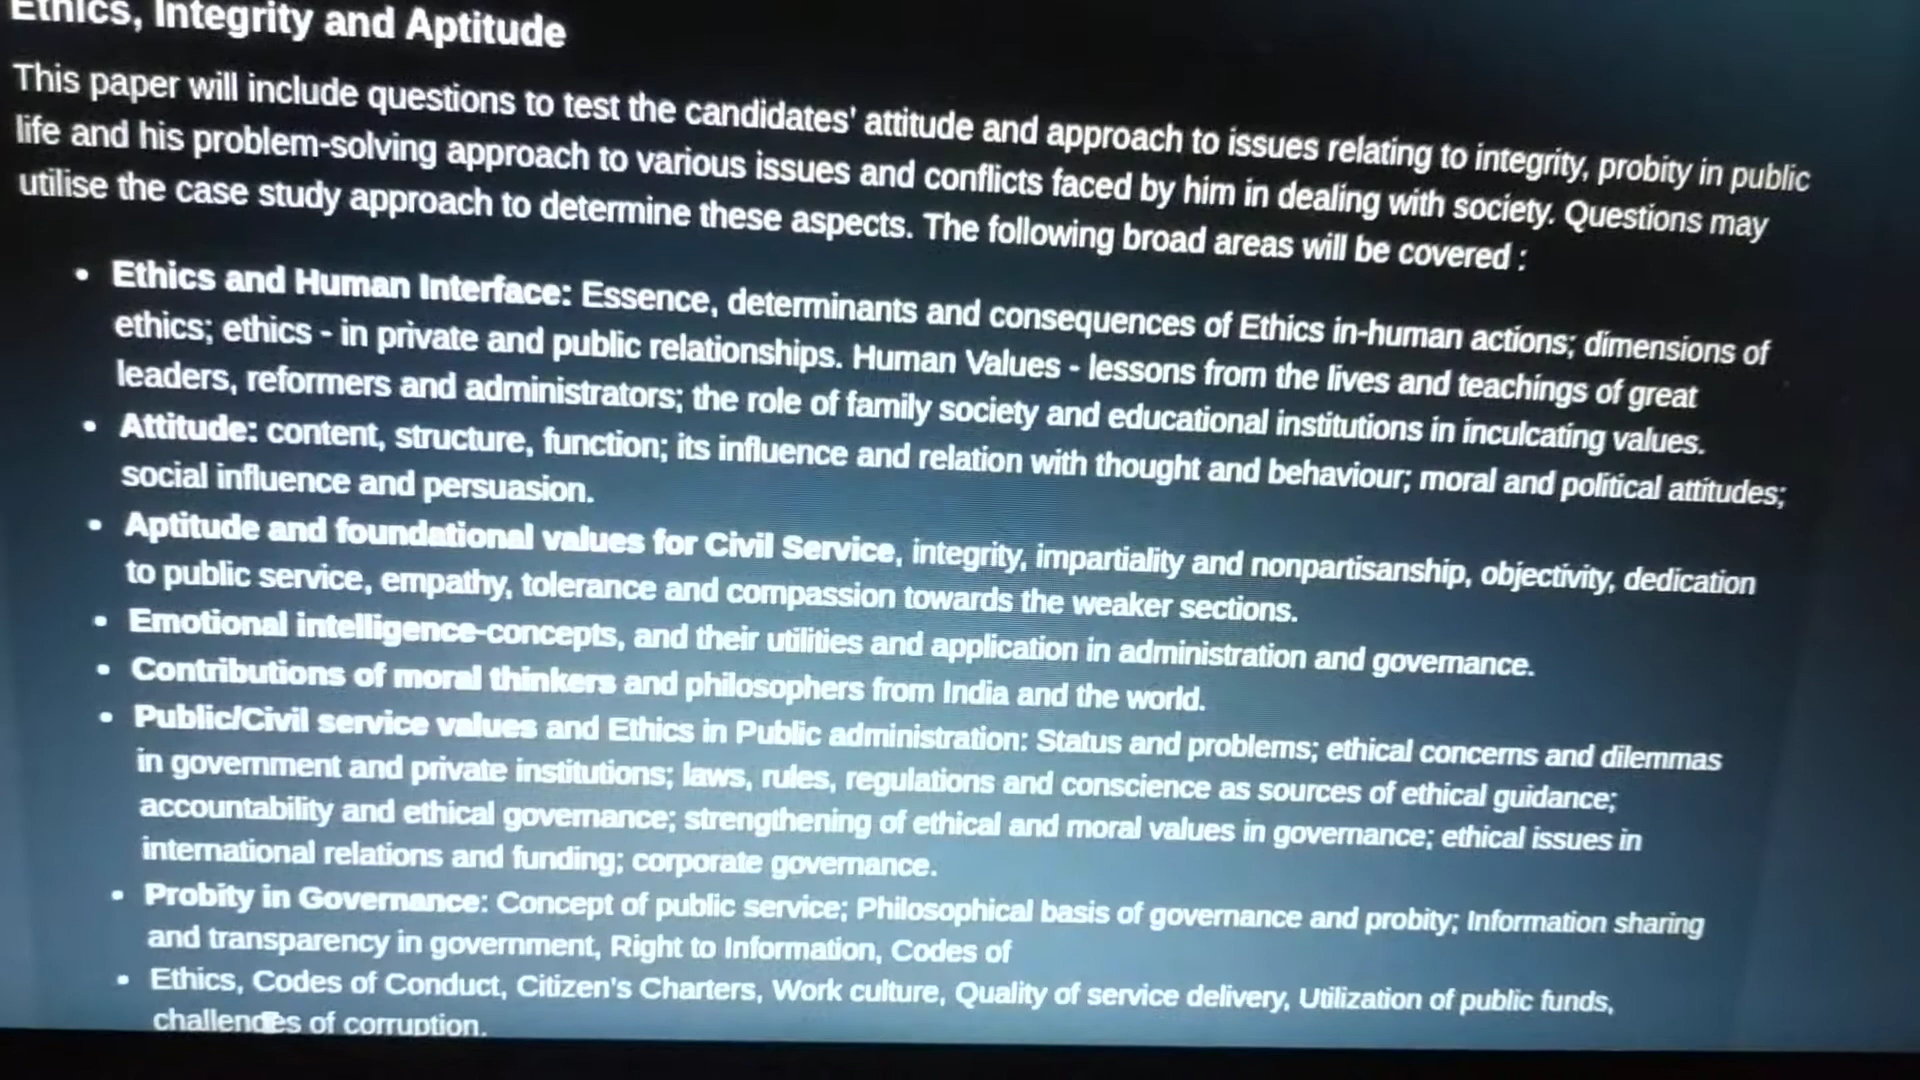 Ethics, Integrity and Aptitude
This paper will include questions to test the candidates' attitude and approach to issues relating to integrity, probity in public
life and his problem-solving approach to various issues and conflicts faced by him in dealing with society. Questions may
utilise the case study approach to determine these aspects. The following broad areas will be covered :
• Ethics and Human Interface: Essence, determinants and consequences of Ethics in-human actions; dimensions of
ethics; ethics - in private and public relationships. Human Values - lessons from the lives and teachings of great
leaders, reformers and administrators; the role of family society and educational institutions in inculcating values.
• Attitude: content, structure, function; its influence and relation with thought and behaviour; moral and political attitudes;
social influence and persuasion.
• Aptitude and foundational values for Civil Service, integrity, impartiality and nonpartisanship, objectivity, dedication
to public service, empathy, tolerance and compassion towards the weaker sections.
• Emotional intelligence-concepts, and their utilities and application in administration and governance.
• Contributions of moral thinkers and philosophers from India and the world.
• Public/Civil service values and Ethics in Public administration: Status and problems; ethical concerns and dilemmas
in government and private institutions; laws, rules, regulations and conscience as sources of ethical guidance;
accountability and ethical governance; strengthening of ethical and moral values in governance; ethical issues in
international relations and funding; corporate governance.
• Probity in Governance: Concept of public service; Philosophical basis of governance and probity; Information sharing
and transparency in government, Right to Information, Codes of
• Ethics, Codes of Conduct, Citizen's Charters, Work culture, Quality of service delivery, Utilization of public funds,
challenges of corruption.